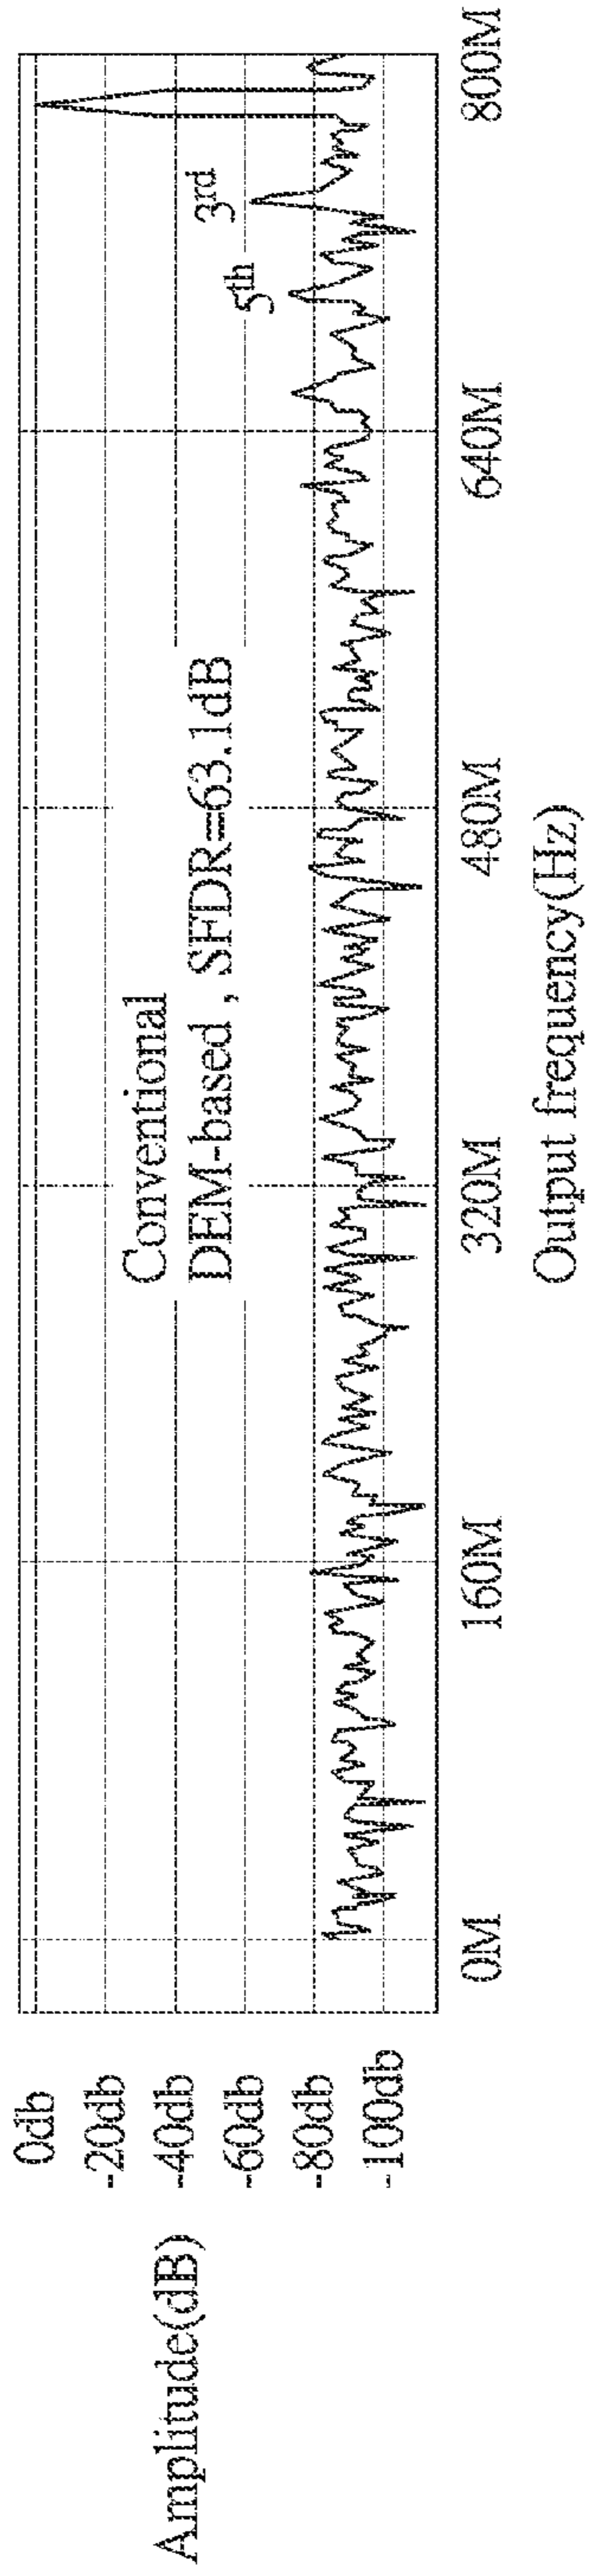 Amplitude(dB)
0db
-20db
-40db
-60db
-80db
-100db
Conventional
DEM-based , SFDR=63.1dB
5th
3rd
0M
160M
320M
480M
640M
800M
Output frequency(Hz)